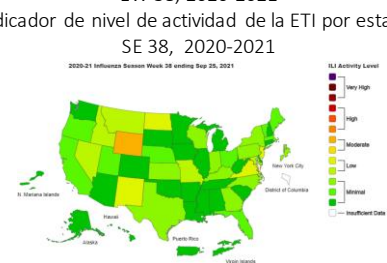 dicador de nivel de actividad de la ETI por esta
SE 38, 2020-2021
2020-21 Influenza Season Week 38 ending Sep 25, 2021
ILI Activity Level
Very High
High
Moderate
Low
Minimal
Insufficient Data
New York City
District of Columbia
N. Mariana Islands
Hawaii
Alaska
Puerto Rico
Virgin Islands